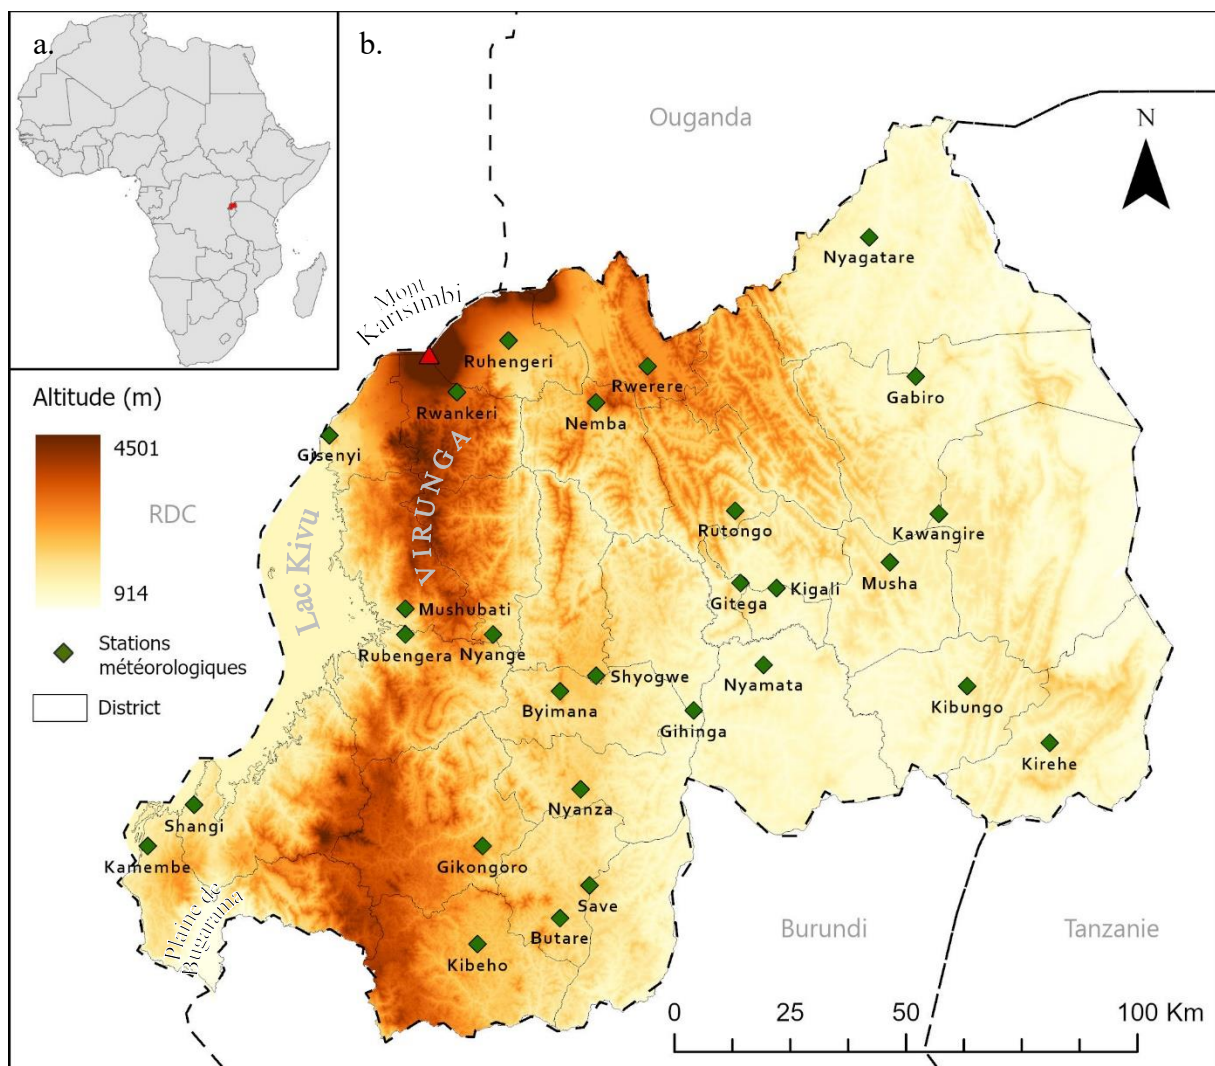 a.
b.
Ouganda
N
Nyagatare
Mont
Karisimbi
Ruhengeri
Rwerere
Gabiro
Rwankeri
Nemba
Altitude (m)
4501
Gisenyi
RDC
VIRUNGA
Rutongo
Kawangire
Lac Kivu
914
Musha
Gitega
Kigali
Mushubati
Stations
météorologiques
Rubengera
Nyange
Shyogwe
Nyamata
District
Byimana
Kibungo
Gihinga
Kirehe
Nyanza
Shangi
Kamembe
Gikongoro
Save
Plaine de
Bugarama
Butare
Burundi
Tanzanie
Kibeho
0 25 50 100 Km